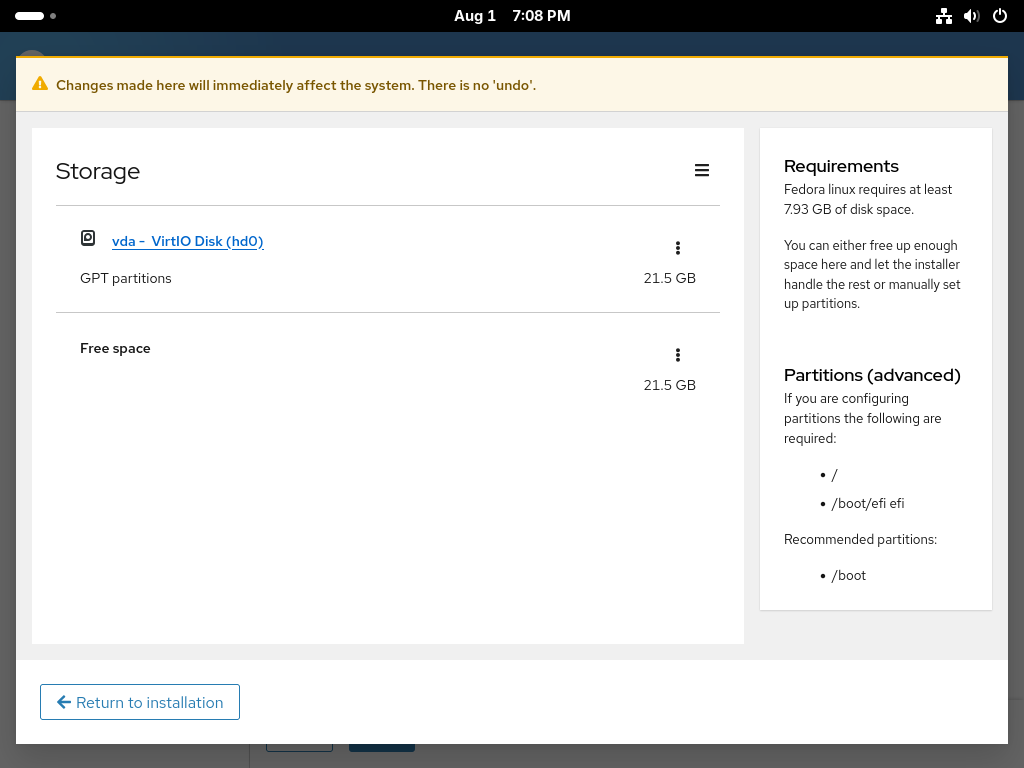 Aug 1 7:08 PM
Changes made here will immediately affect the system. There is no 'undo'.
Storage
vda - VirtIO Disk (hd0)
GPT partitions
21.5 GB
Free space
21.5 GB
Requirements
Fedora linux requires at least
7.93 GB of disk space.
You can either free up enough
space here and let the installer
handle the rest or manually set
up partitions.
Partitions (advanced)
If you are configuring
partitions the following are
required:
• /
• /boot/efi efi
Recommended partitions:
• /boot
Return to installation